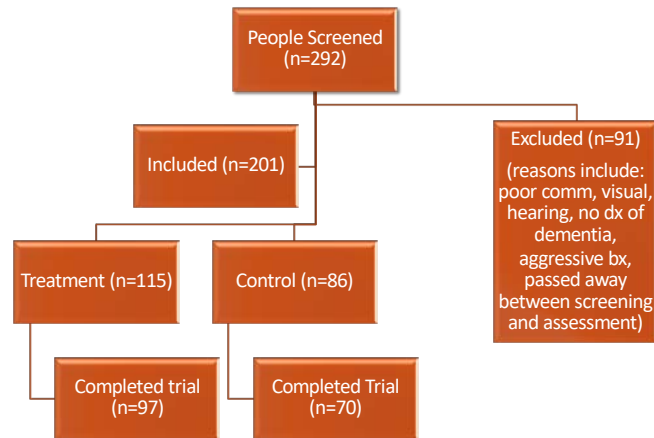 People Screened
(n=292)
Included (n=201)
Excluded (n=91)
(reasons include:
poor comm, visual,
hearing, no dx of
dementia,
aggressive bx,
passed away
between screening
and assessment)
Treatment (n=115)
Control (n=86)
Completed trial
(n=97)
Completed Trial
(n=70)